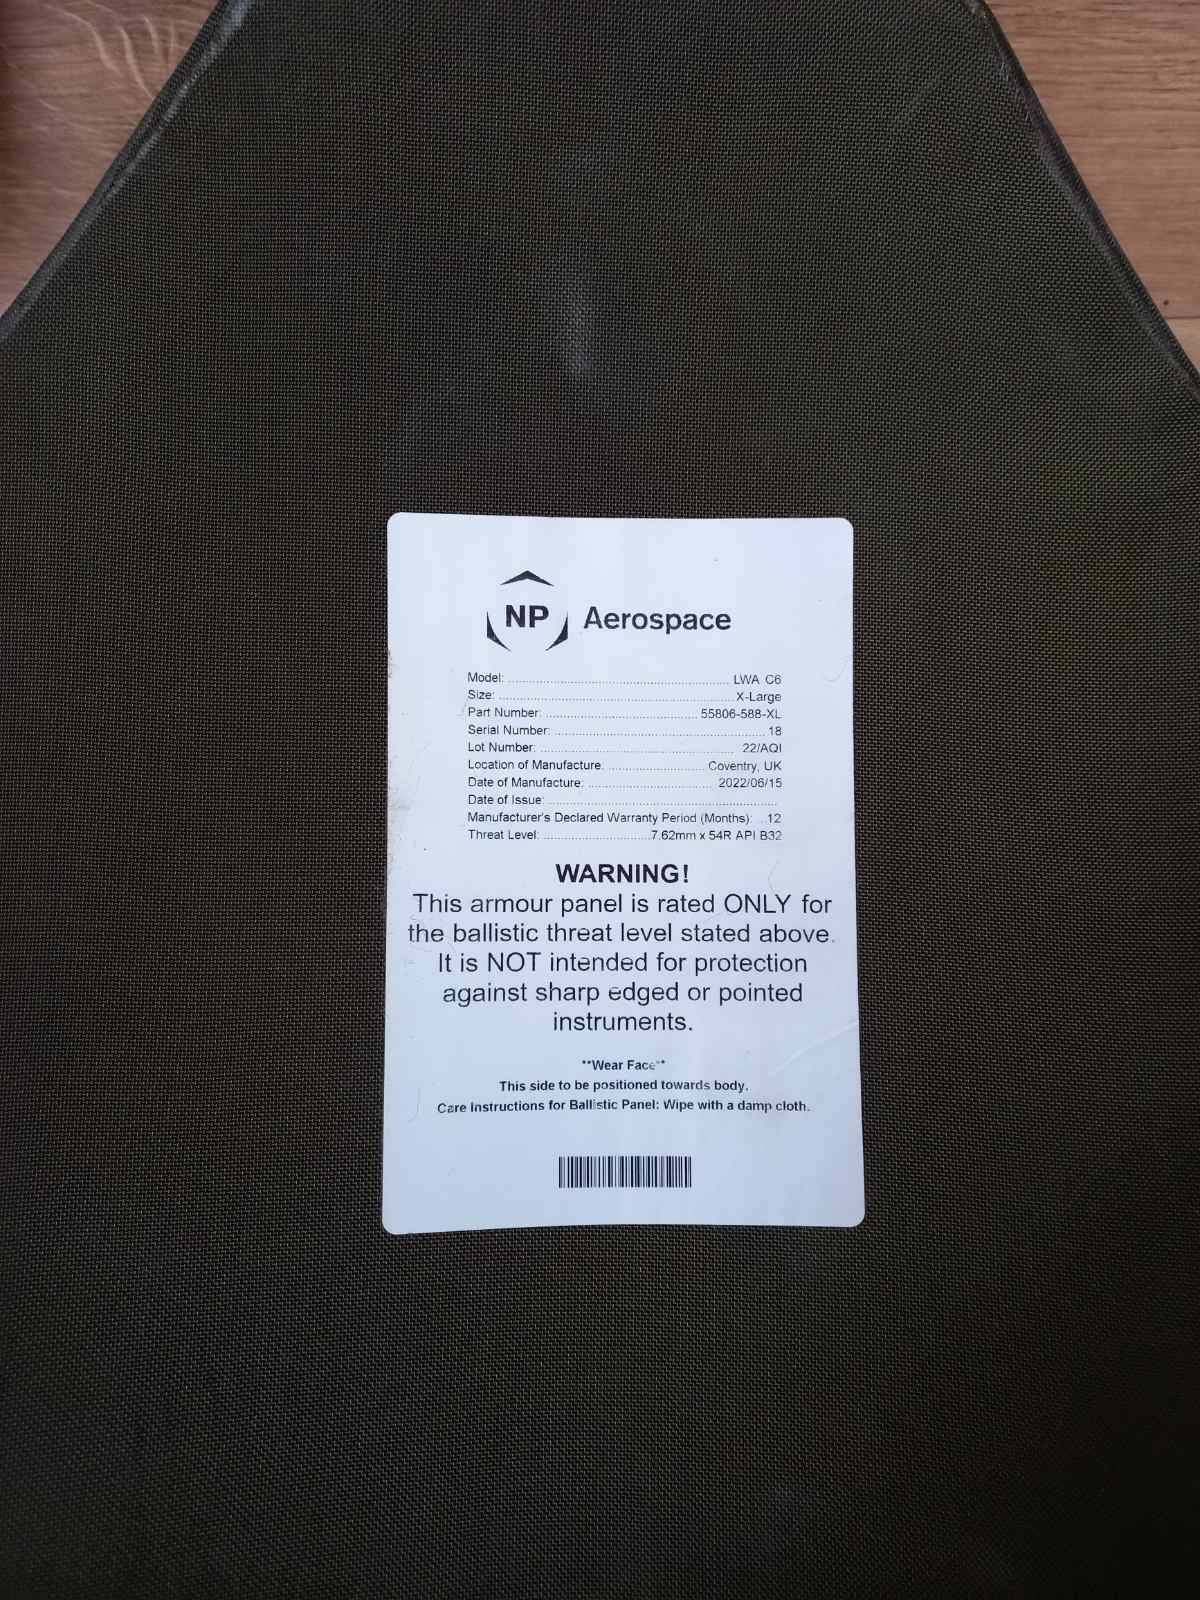 NP Aerospace
Model: ........ LWA C6
Size: ........ X-Large
Part Number: ........ 55806-588-XL
Serial Number: ........ 18
Lot Number: ........ 22/AQI
Location of Manufacture. ........ Coventry, UK
Date of Manufacture: ........ 2022/06/15
Date of Issue: ........
Manufacturer's Declared Warranty Period (Months): ...12
Threat Level: ........7.62mm x 54R API B32
WARNING!
This armour panel is rated ONLY for
the ballistic threat level stated above.
It is NOT intended for protection
against sharp edged or pointed
instruments.
**Wear Face**
This side to be positioned towards body.
Care Instructions for Ballistic Panel: Wipe with a damp cloth.